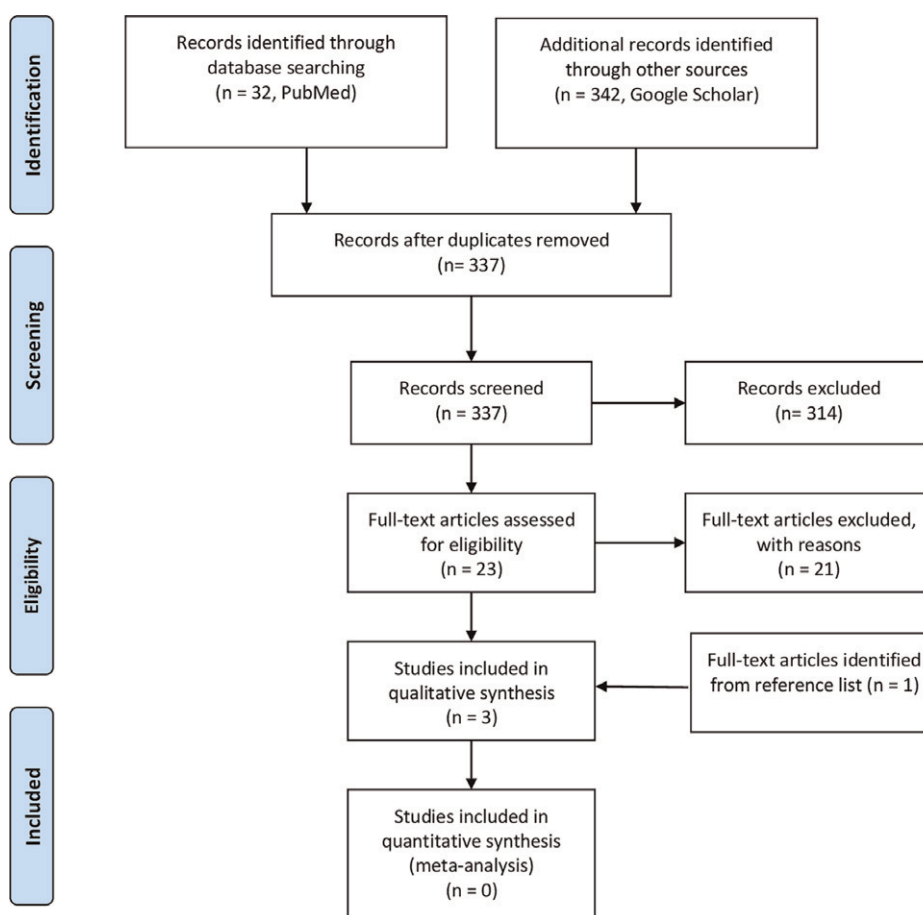 Identification
Records identified through
database searching
(n = 32, PubMed)
Additional records identified
through other sources
(n = 342, Google Scholar)
Records after duplicates removed
(n= 337)
Screening
Records screened
(n = 337)
Records excluded
(n= 314)
Eligibility
Full-text articles assessed
for eligibility
(n = 23)
Full-text articles excluded,
with reasons
(n = 21)
Studies included in
qualitative synthesis
(n = 3)
Full-text articles identified
from reference list (n = 1)
Included
Studies included in
quantitative synthesis
(meta-analysis)
(n = 0)